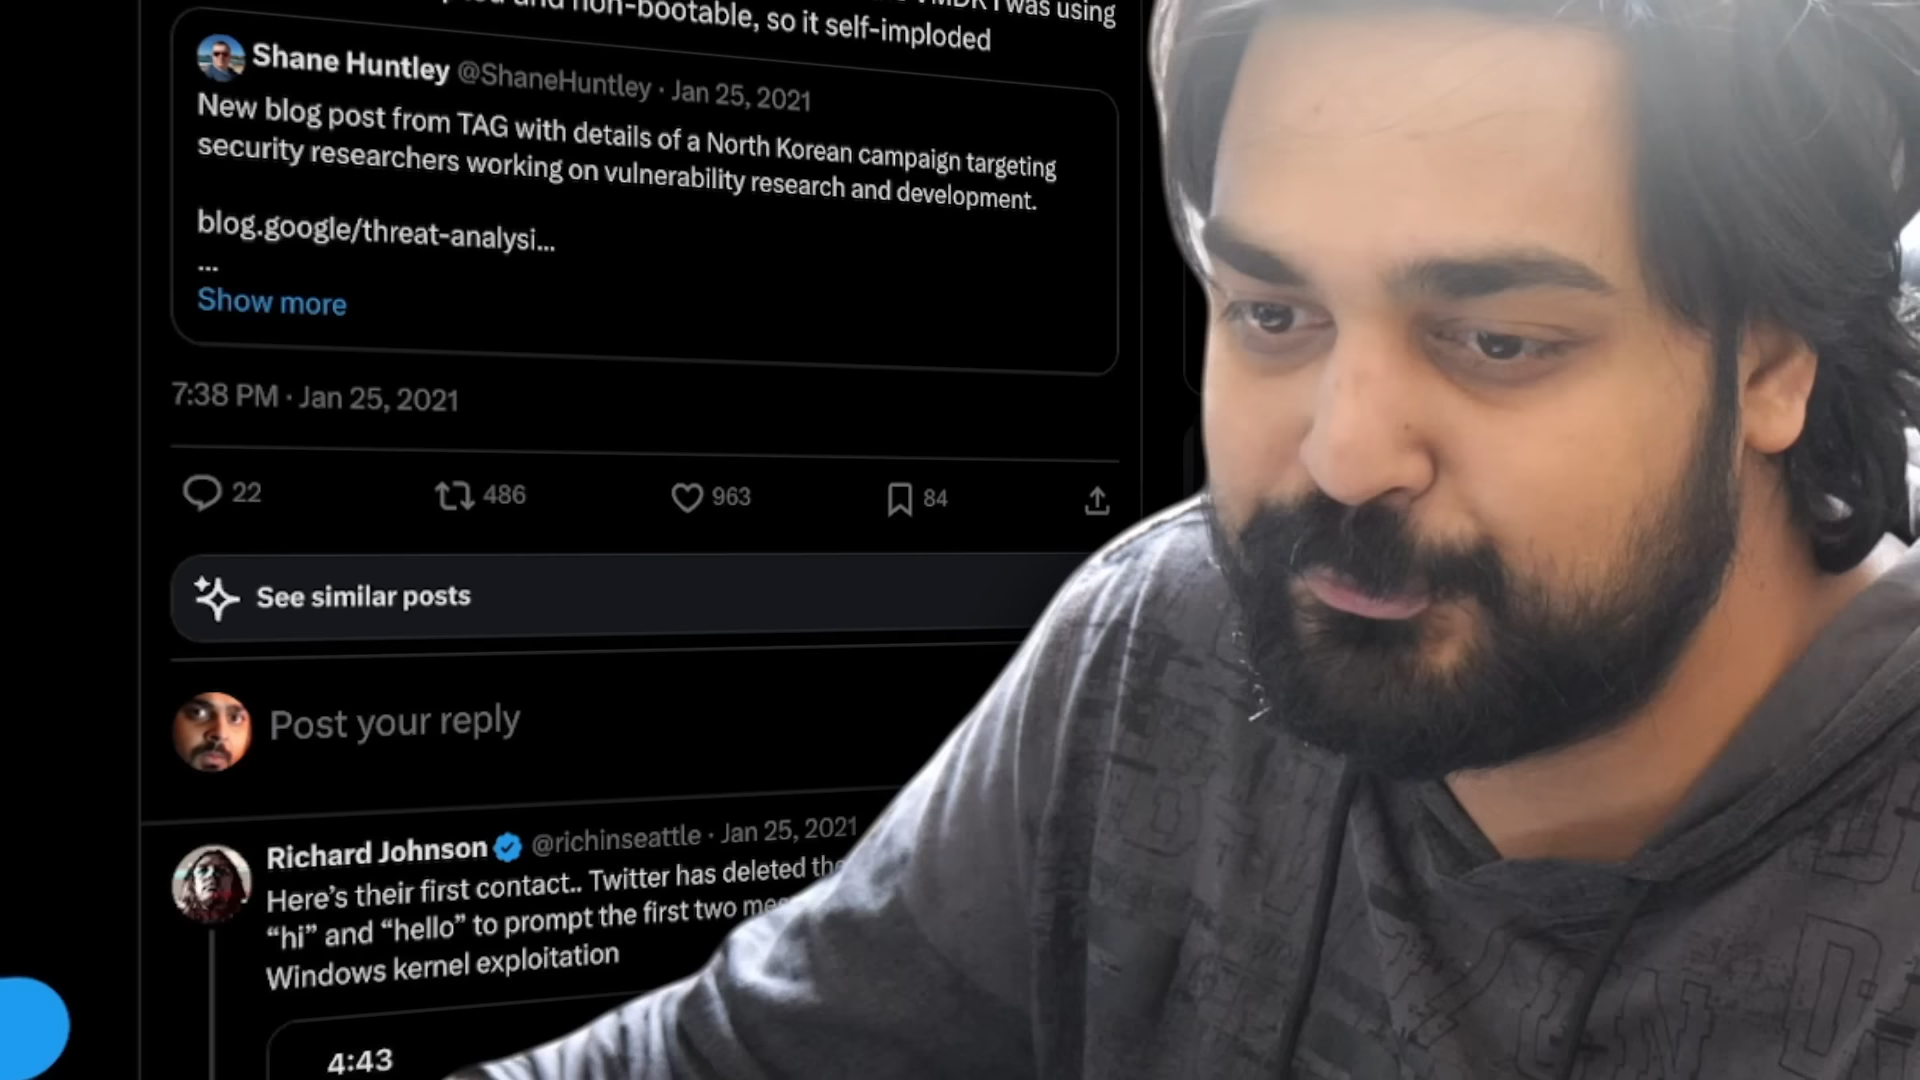 and non-bootable, so it self-imploded
was using
Shane Huntley @ShaneHuntley · Jan 25, 2021
New blog post from TAG with details of a North Korean campaign targeting
security researchers working on vulnerability research and development.
blog.google/threat-analysi...
...
Show more
7:38 PM · Jan 25, 2021
22 486 963 84
See similar posts
Post your reply
Richard Johnson @richinseattle · Jan 25, 2021
Here's their first contact.. Twitter has deleted the
“hi” and “hello” to prompt the first two
Windows kernel exploitation
4:43